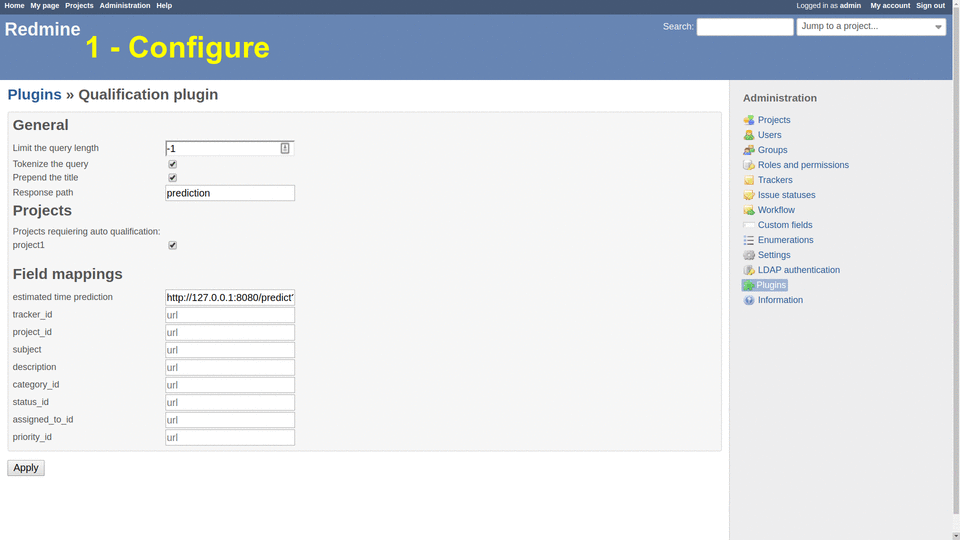 Home My page Projects Administration Help Logged in as admin My account Sign out
Redmine Search: Jump to a project...
1 - Configure
Plugins » Qualification plugin
General
Limit the query length -1
Tokenize the query
Prepend the title
Response path prediction
Projects
Projects requiering auto qualification:
project1
Field mappings
estimated time prediction http://127.0.0.1:8080/predict
tracker_id url
project_id url
subject url
description url
category_id url
status_id url
assigned_to_id url
priority_id url
Apply
Administration
Projects
Users
Groups
Roles and permissions
Trackers
Issue statuses
Workflow
Custom fields
Enumerations
Settings
LDAP authentication
Plugins
Information